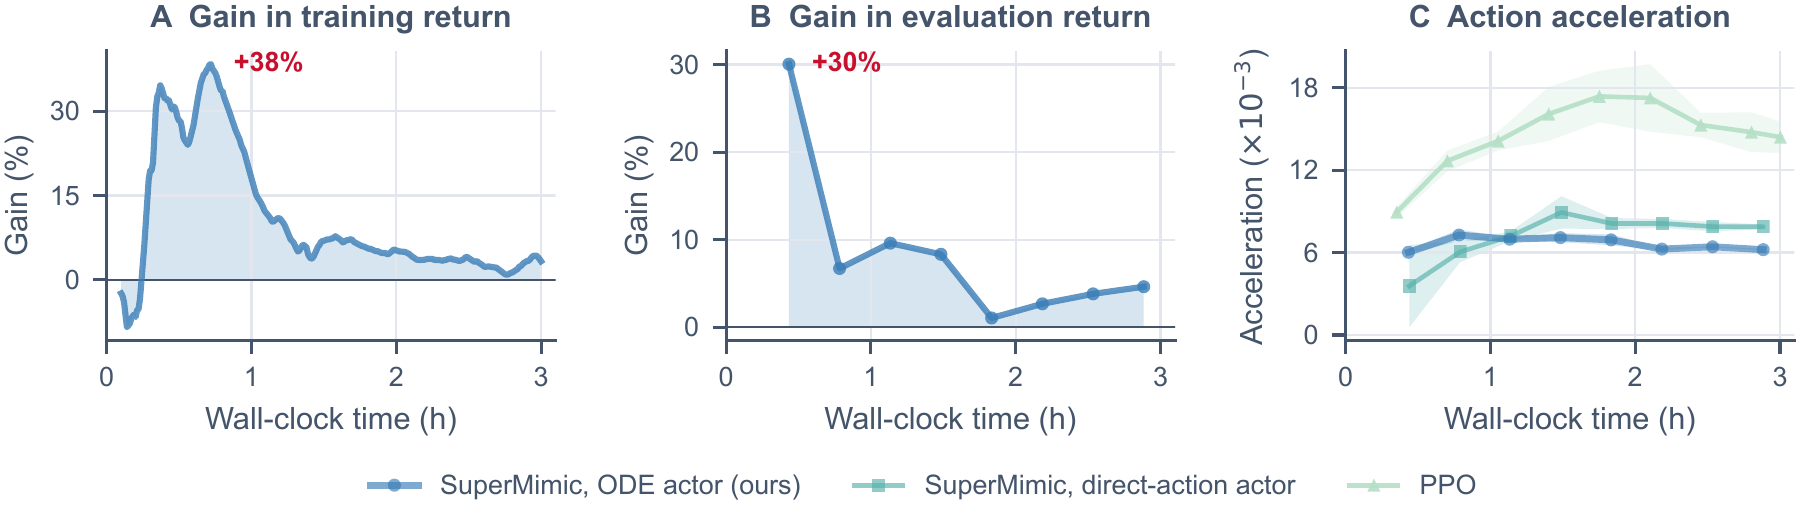 A Gain in training return
+38%
30
15
0
Gain (%)
0 1 2 3
Wall-clock time (h)
B Gain in evaluation return
+30%
30
20
10
0
Gain (%)
0 1 2 3
Wall-clock time (h)
C Action acceleration
18
12
6
0
Acceleration (×10⁻³)
0 1 2 3
Wall-clock time (h)
SuperMimic, ODE actor (ours) SuperMimic, direct-action actor PPO